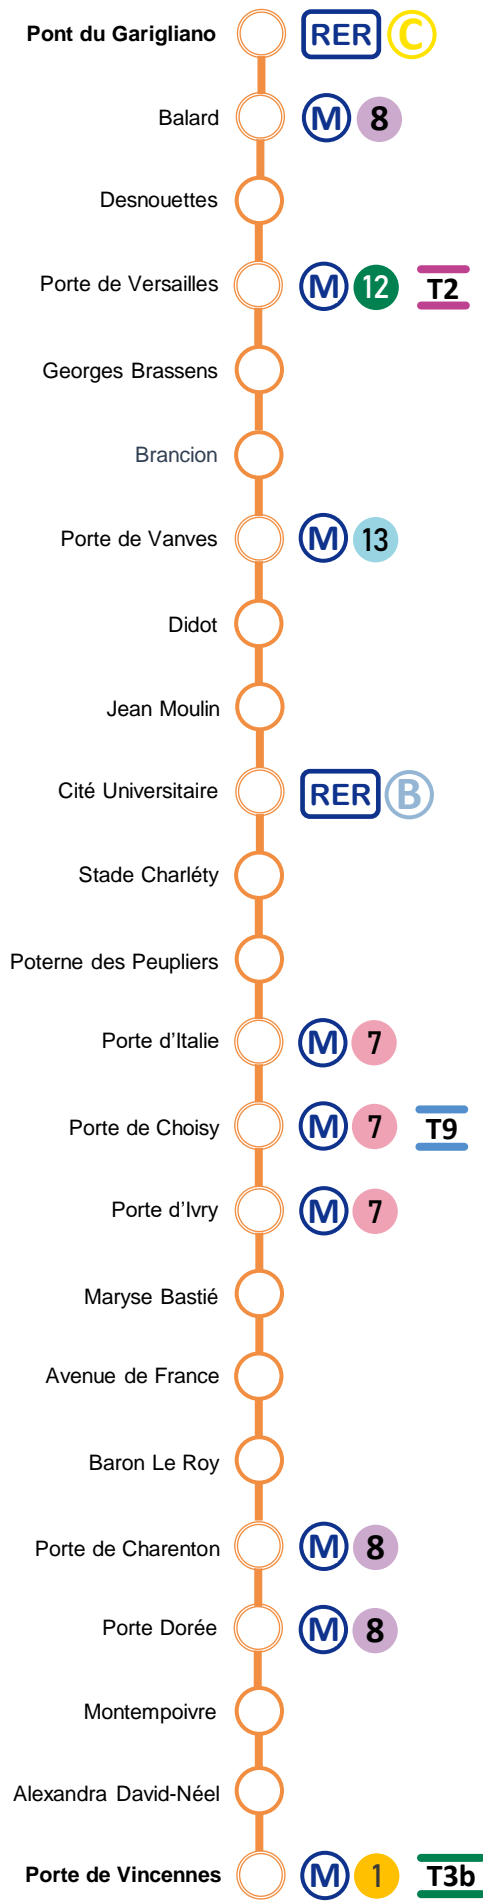 Pont du Garigliano RER C
Balard M 8
Desnouettes
Porte de Versailles M 12 T2
Georges Brassens
Brancion
Porte de Vanves M 13
Didot
Jean Moulin
Cité Universitaire RER B
Stade Charléty
Poterne des Peupliers
Porte d’Italie M 7
Porte de Choisy M 7 T9
Porte d’Ivry M 7
Maryse Bastié
Avenue de France
Baron Le Roy
Porte de Charenton M 8
Porte Dorée M 8
Montempoivre
Alexandra David-Néel
Porte de Vincennes M 1 T3b